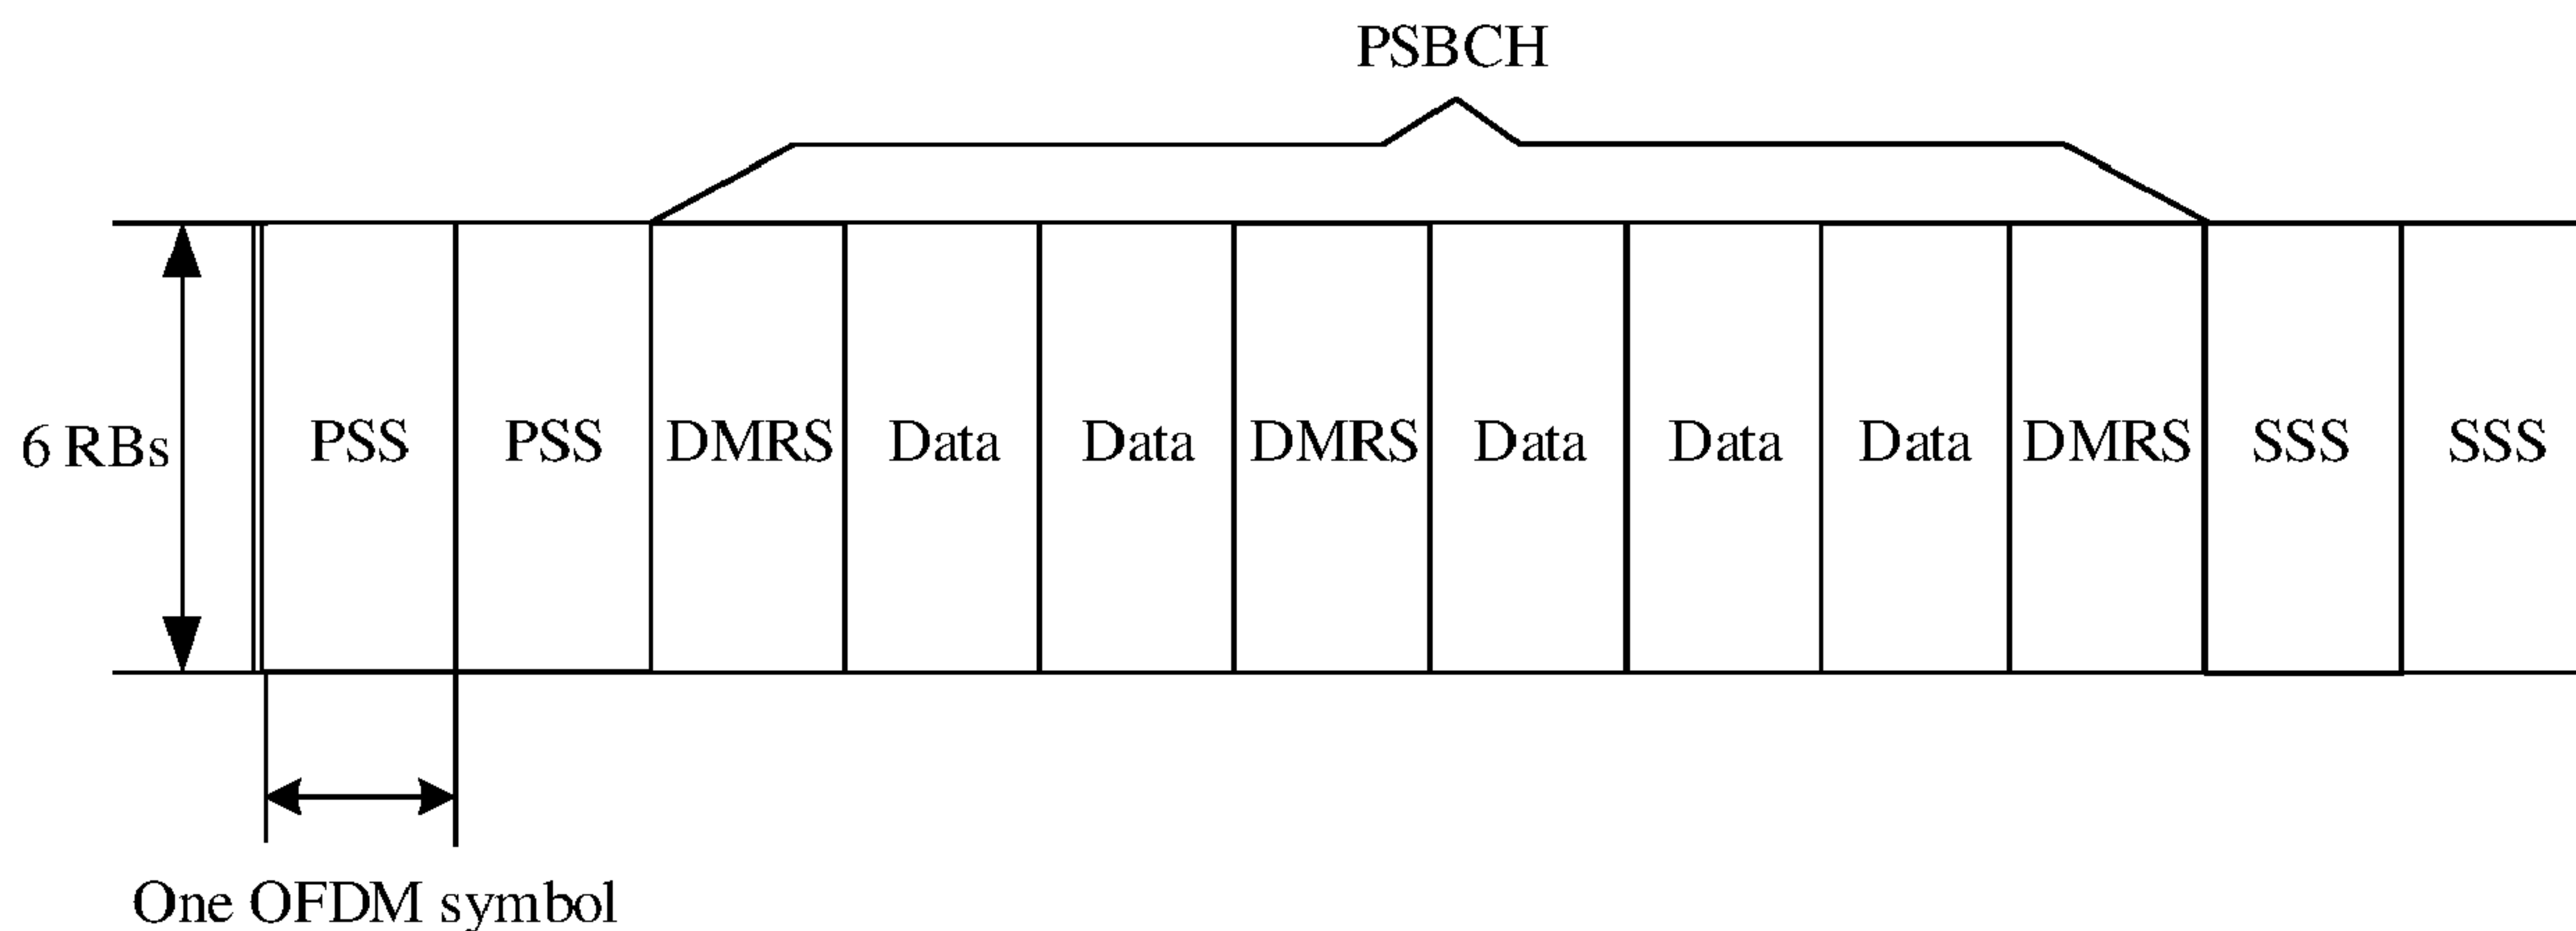 PSBCH
6 RBs PSS PSS DMRS Data Data DMRS Data Data Data DMRS SSS SSS
One OFDM symbol